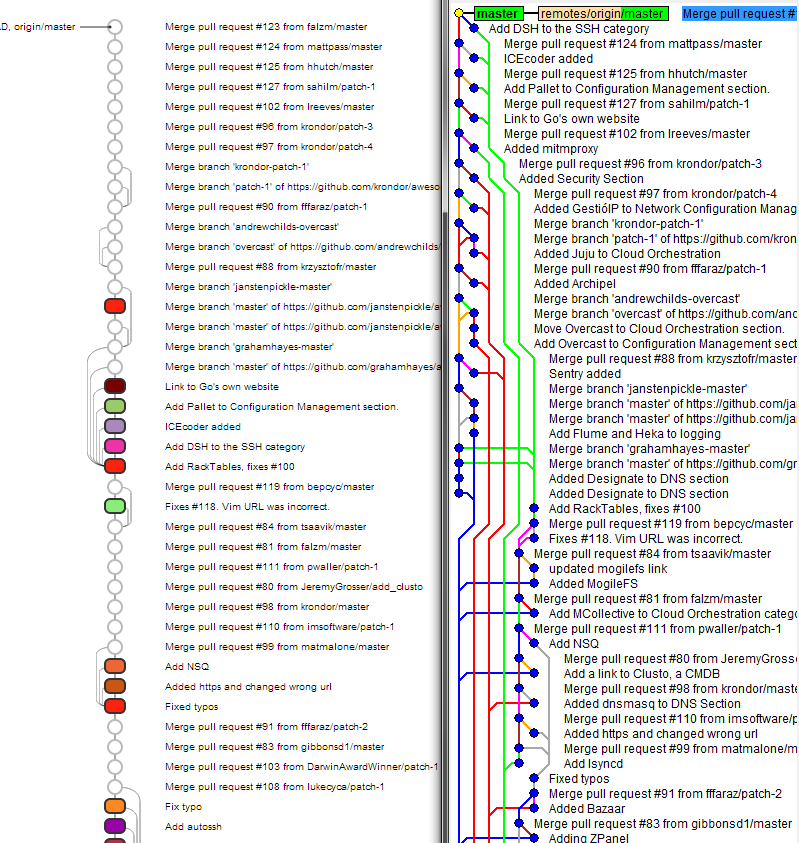 D, origin/master
Merge pull request #123 from falzm/master
Merge pull request #124 from mattpass/master
Merge pull request #125 from hhutch/master
Merge pull request #127 from sahilm/patch-1
Merge pull request #102 from lreeves/master
Merge pull request #96 from krondor/patch-3
Merge pull request #97 from krondor/patch-4
Merge branch 'krondor-patch-1'
Merge branch 'patch-1' of https://github.com/krondor/aweso
Merge pull request #90 from fffaraz/patch-1
Merge branch 'andrewchilds-overcast'
Merge branch 'overcast' of https://github.com/andrewchilds/
Merge pull request #88 from krzysztofr/master
Merge branch 'janstenpickle-master'
Merge branch 'master' of https://github.com/janstenpickle/a
Merge branch 'master' of https://github.com/janstenpickle/a
Merge branch 'grahamhayes-master'
Merge branch 'master' of https://github.com/grahamhayes/a
Link to Go's own website
Add Pallet to Configuration Management section.
ICEcoder added
Add DSH to the SSH category
Add RackTables, fixes #100
Merge pull request #119 from bepcyc/master
Fixes #118. Vim URL was incorrect.
Merge pull request #84 from tsaavik/master
Merge pull request #81 from falzm/master
Merge pull request #111 from pwaller/patch-1
Merge pull request #80 from JeremyGrosser/add_clusto
Merge pull request #98 from krondor/master
Merge pull request #110 from imsoftware/patch-1
Merge pull request #99 from matmalone/master
Add NSQ
Added https and changed wrong url
Fixed typos
Merge pull request #91 from fffaraz/patch-2
Merge pull request #83 from gibbonsd1/master
Merge pull request #103 from DarwinAwardWinner/patch-1
Merge pull request #108 from lukecyca/patch-1
Fix typo
Add autossh
master remotes/origin/master Merge pull request #
Add DSH to the SSH category
Merge pull request #124 from mattpass/master
ICEcoder added
Merge pull request #125 from hhutch/master
Add Pallet to Configuration Management section.
Merge pull request #127 from sahilm/patch-1
Link to Go's own website
Merge pull request #102 from lreeves/master
Added mitmproxy
Merge pull request #96 from krondor/patch-3
Added Security Section
Merge pull request #97 from krondor/patch-4
Added GestióIP to Network Configuration Manag
Merge branch 'krondor-patch-1'
Merge branch 'patch-1' of https://github.com/kron
Added Juju to Cloud Orchestration
Merge pull request #90 from fffaraz/patch-1
Added Archipel
Merge branch 'andrewchilds-overcast'
Merge branch 'overcast' of https://github.com/anc
Move Overcast to Cloud Orchestration section.
Add Overcast to Configuration Management sect
Merge pull request #88 from krzysztofr/master
Sentry added
Merge branch 'janstenpickle-master'
Merge branch 'master' of https://github.com/ja
Merge branch 'master' of https://github.com/ja
Add Flume and Heka to logging
Merge branch 'grahamhayes-master'
Merge branch 'master' of https://github.com/gr
Added Designate to DNS section
Added Designate to DNS section
Add RackTables, fixes #100
Merge pull request #119 from bepcyc/master
Fixes #118. Vim URL was incorrect.
Merge pull request #84 from tsaavik/master
updated mogilefs link
Added MogileFS
Merge pull request #81 from falzm/master
Add MCollective to Cloud Orchestration catego
Merge pull request #111 from pwaller/patch-1
Add NSQ
Merge pull request #80 from JeremyGross
Add a link to Clusto, a CMDB
Merge pull request #98 from krondor/maste
Added dnsmasq to DNS Section
Merge pull request #110 from imsoftware/p
Added https and changed wrong url
Merge pull request #99 from matmalone/m
Add lsyncd
Fixed typos
Merge pull request #91 from fffaraz/patch-2
Added Bazaar
Merge pull request #83 from gibbonsd1/master
Adding ZPanel